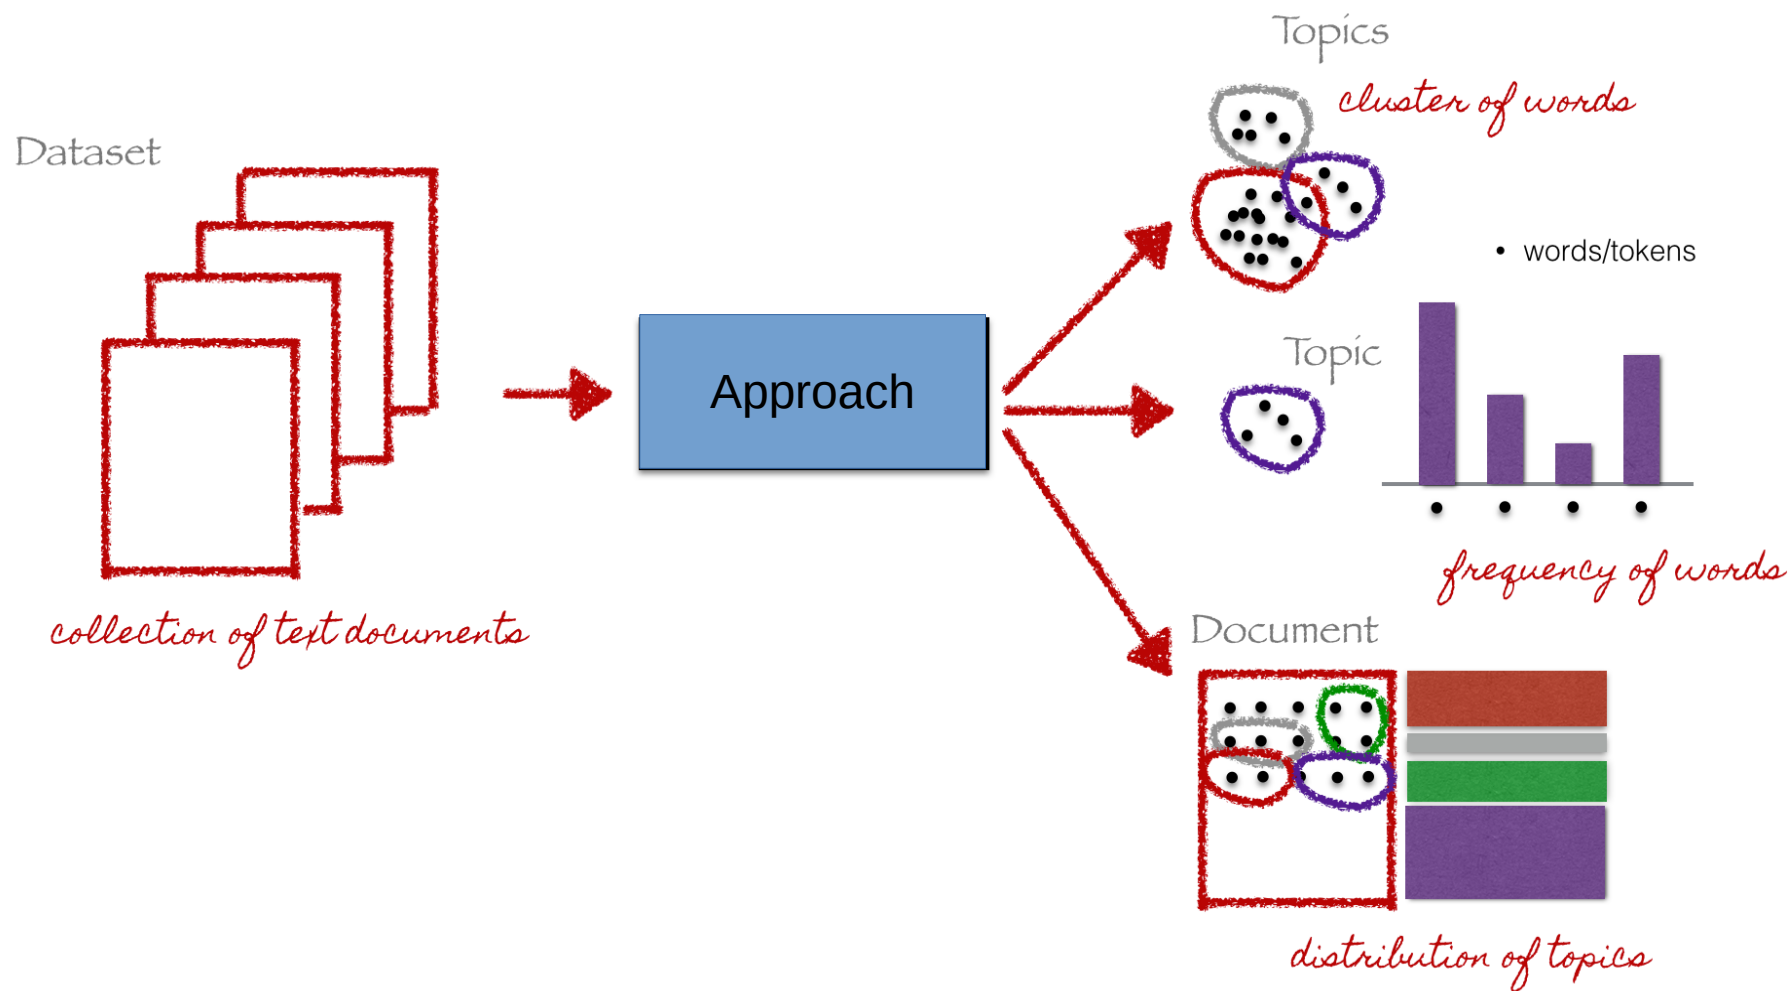 Dataset
collection of text documents
Approach
Topics
cluster of words
• words/tokens
Topic
frequency of words
Document
distribution of topics